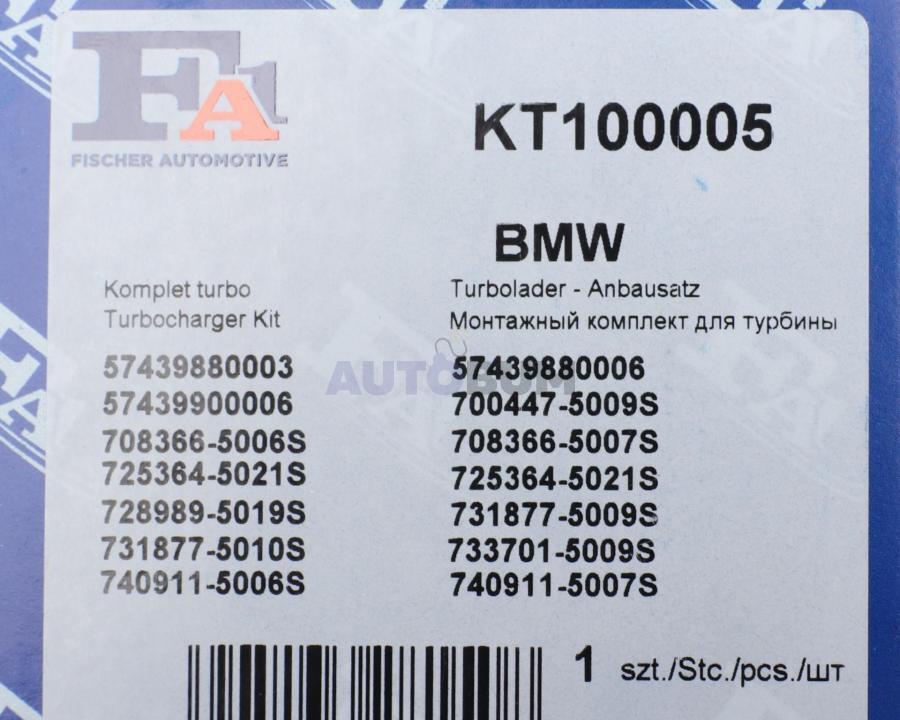 FA1
FISCHER AUTOMOTIVE
KT100005
BMW
Komplet turbo
Turbocharger Kit
Turbolader - Anbausatz
Монтажный комплект для турбины
57439880003 57439880006
57439900006 700447-5009S
708366-5006S 708366-5007S
725364-5021S 725364-5021S
728989-5019S 731877-5009S
731877-5010S 733701-5009S
740911-5006S 740911-5007S
AUTOBOM
1 szt./Stc./pcs./шт